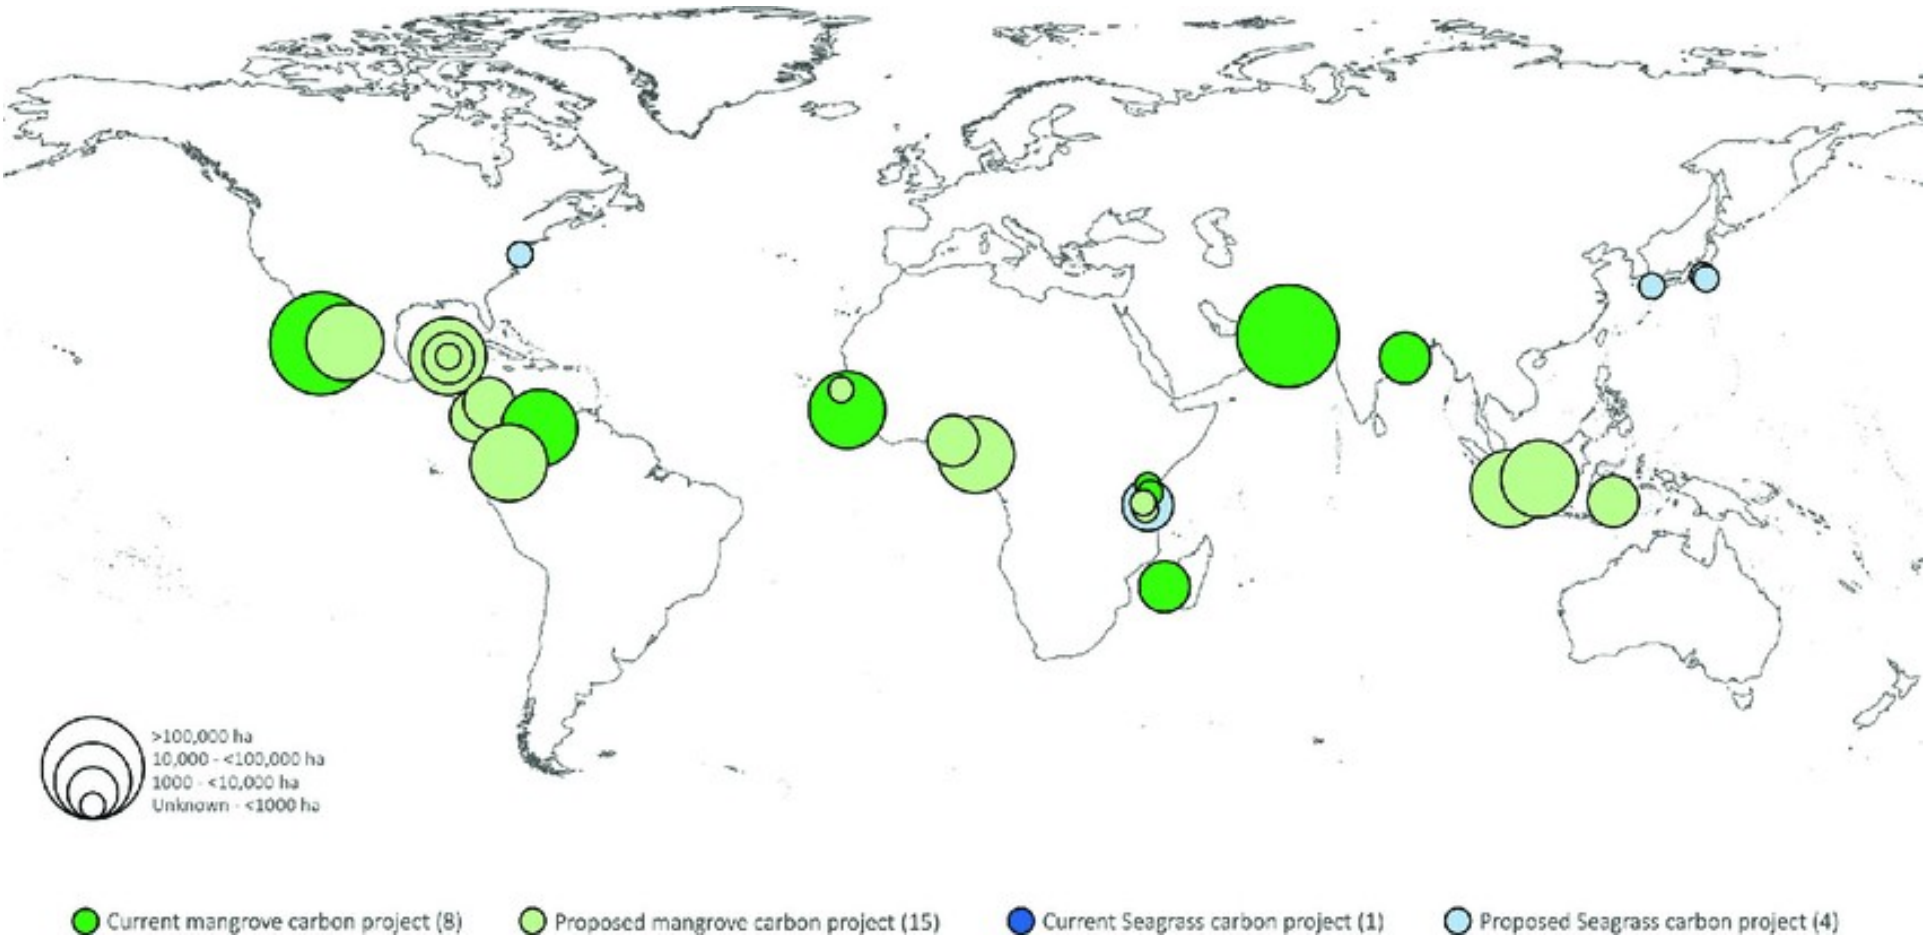 >100,000 ha
10,000 - <100,000 ha
1000 - <10,000 ha
Unknown - <1000 ha
Current mangrove carbon project (8)
Proposed mangrove carbon project (15)
Current Seagrass carbon project (1)
Proposed Seagrass carbon project (4)